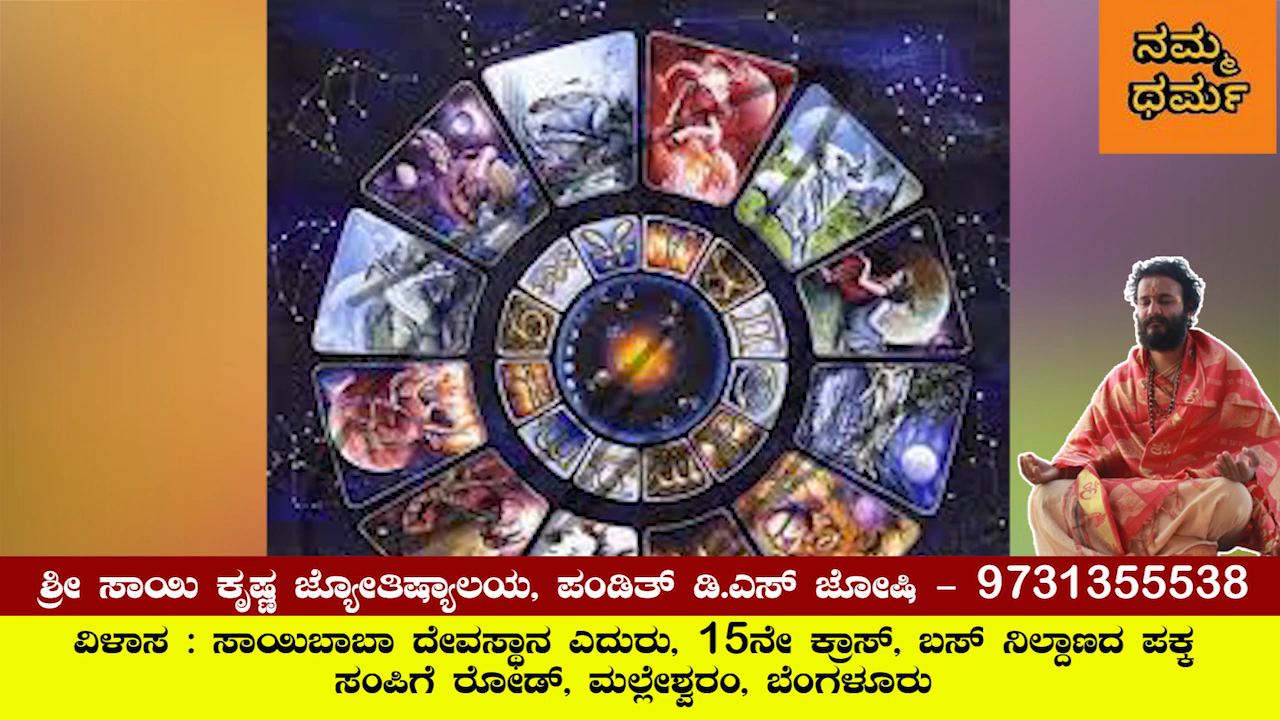 ನಮ್ಮ
ಧರ್ಮ
ಶ್ರೀ ಸಾಯಿ ಕೃಷ್ಣ ಜ್ಯೋತಿಷ್ಯಾಲಯ, ಪಂಡಿತ್ ಡಿ.ಎಸ್ ಜೋಷಿ – 9731355538
ವಿಳಾಸ : ಸಾಯಿಬಾಬಾ ದೇವಸ್ಥಾನ ಎದುರು, 15ನೇ ಕ್ರಾಸ್, ಬಸ್ ನಿಲ್ದಾಣದ ಪಕ್ಕ
ಸಂಪಿಗೆ ರೋಡ್, ಮಲ್ಲೇಶ್ವರಂ, ಬೆಂಗಳೂರು